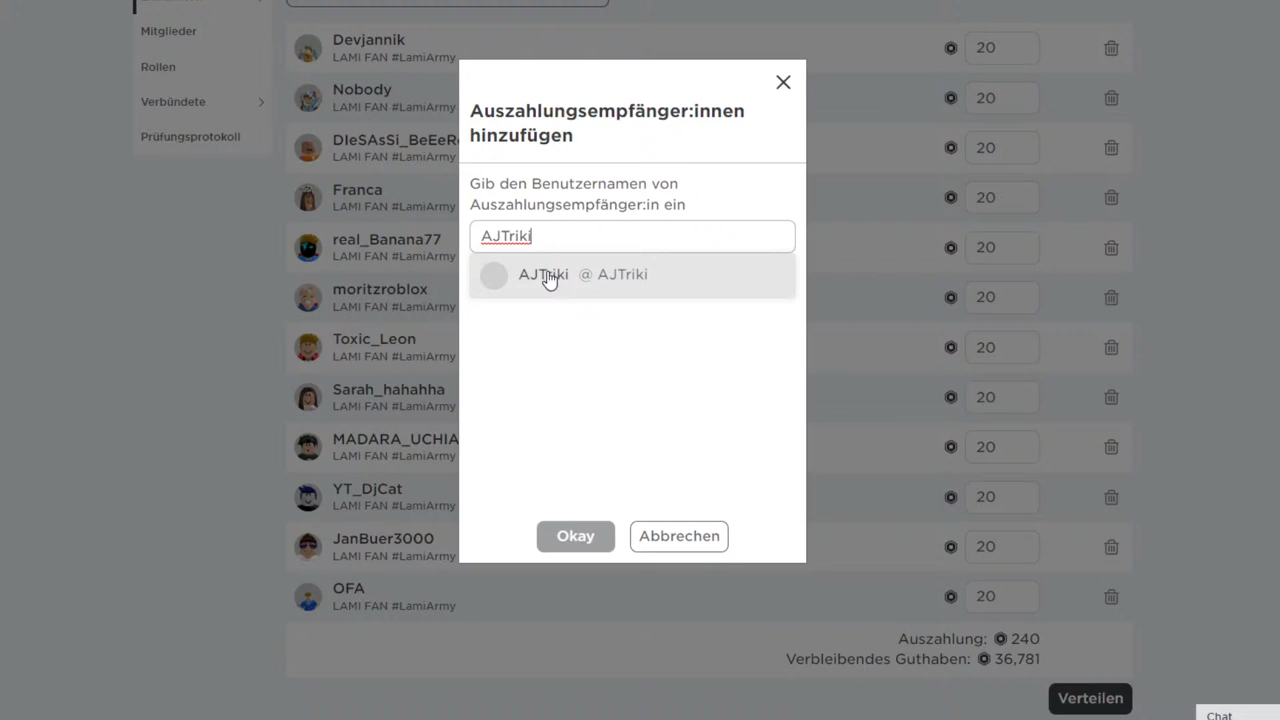 Mitglieder
Rollen
Verbündete
Prüfungsprotokoll
Devjannik
LAMI FAN #LamiArmy
20
Nobody
LAMI FAN #LamiArmy
20
DIeSAsSi_BeEeR
LAMI FAN #LamiArmy
20
Franca
LAMI FAN #LamiArmy
20
real_Banana77
LAMI FAN #LamiArmy
20
moritzroblox
LAMI FAN #LamiArmy
20
Toxic_Leon
LAMI FAN #LamiArmy
20
Sarah_hahahha
LAMI FAN #LamiArmy
20
MADARA_UCHIA
LAMI FAN #LamiArmy
20
YT_DjCat
LAMI FAN #LamiArmy
20
JanBuer3000
LAMI FAN #LamiArmy
20
OFA
LAMI FAN #LamiArmy
20
Auszahlungsempfänger:innen
hinzufügen
Gib den Benutzernamen von
Auszahlungsempfänger:in ein
AJTriki
AJTriki @ AJTriki
Okay Abbrechen
Auszahlung: 240
Verbleibendes Guthaben: 36,781
Verteilen
Chat